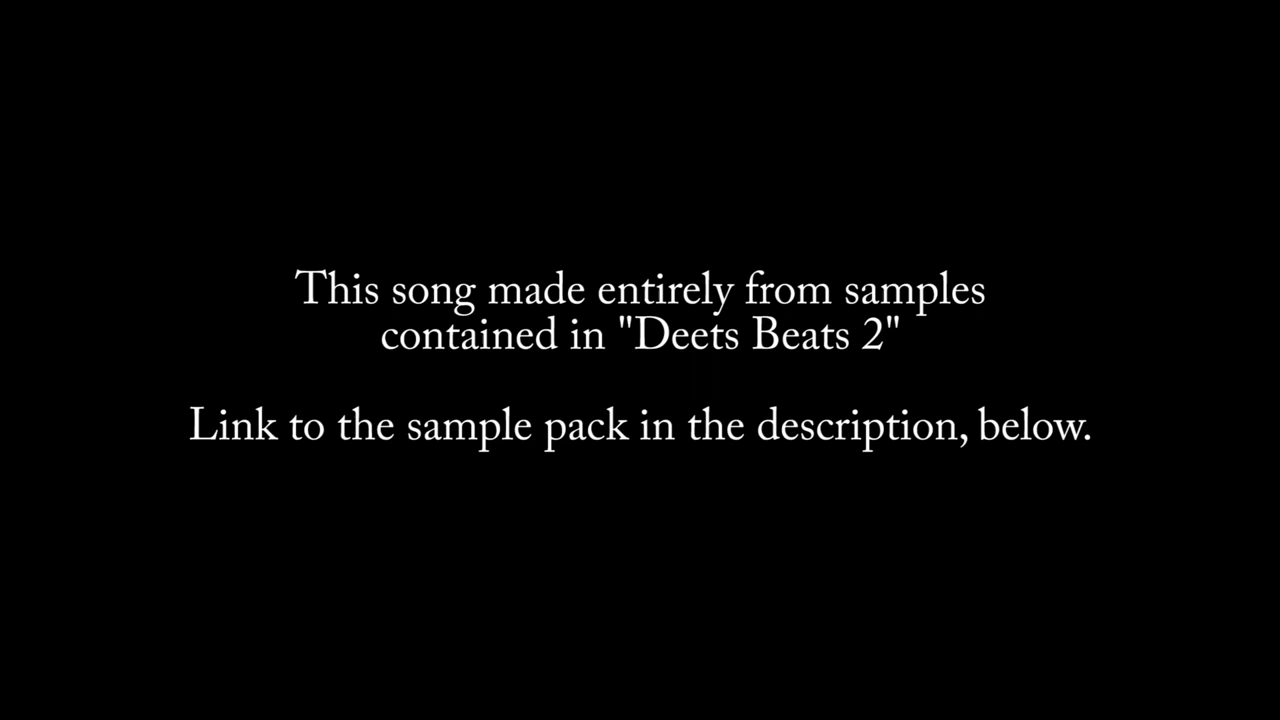 This song made entirely from samples
contained in "Deets Beats 2"
Link to the sample pack in the description, below.